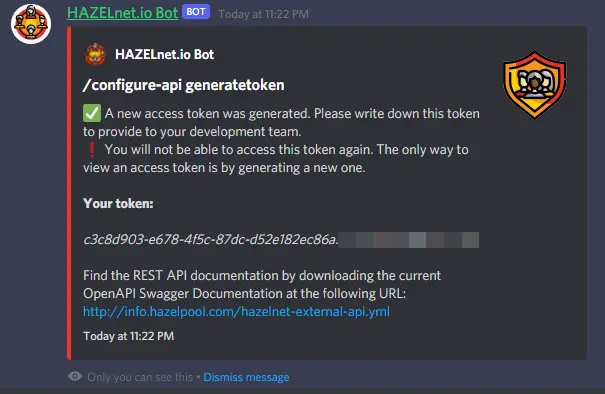 HAZELnet.io Bot BOT Today at 11:22 PM
HAZELnet.io Bot
/configure-api generatetoken
✅ A new access token was generated. Please write down this token
to provide to your development team.
❗ You will not be able to access this token again. The only way to
view an access token is by generating a new one.
Your token:
c3c8d903-e678-4f5c-87dc-d52e182ec86a.
Find the REST API documentation by downloading the current
OpenAPI Swagger Documentation at the following URL:
http://info.hazelpool.com/hazelnet-external-api.yml
Today at 11:22 PM
Only you can see this • Dismiss message